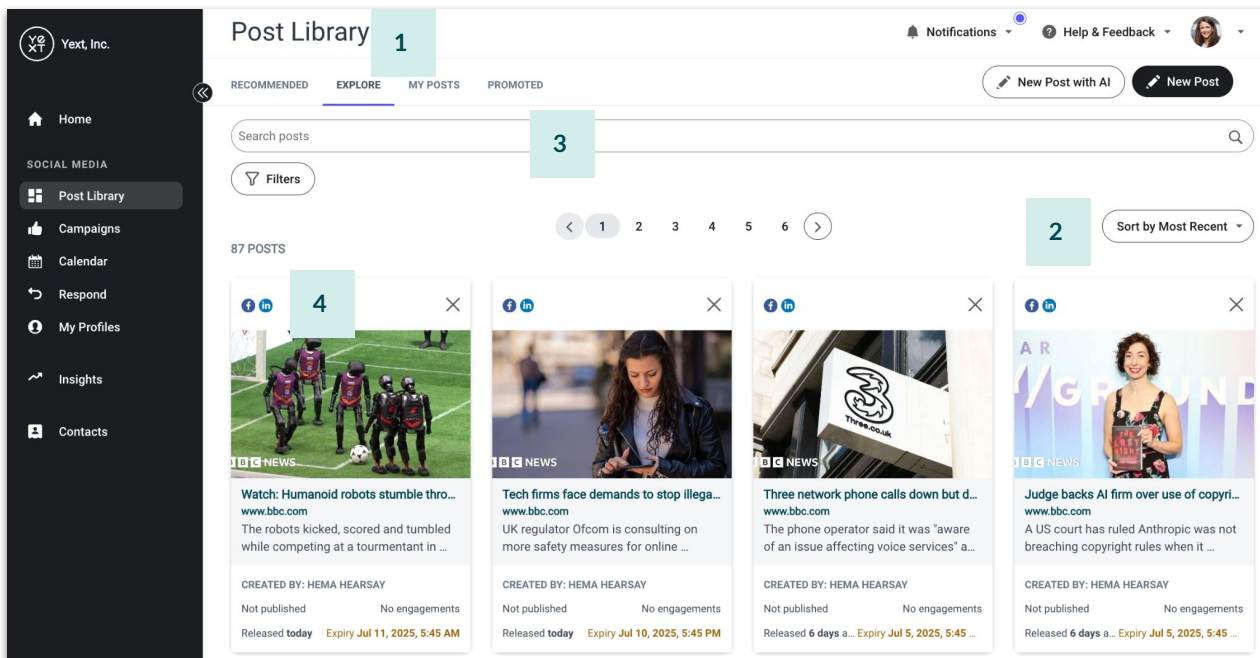 Yext, Inc.
Home
SOCIAL MEDIA
Post Library
Campaigns
Calendar
Respond
My Profiles
Insights
Contacts
Post Library
1
Notifications
Help & Feedback
RECOMMENDED EXPLORE MY POSTS PROMOTED
New Post with AI
New Post
Search posts
3
Filters
1 2 3 4 5 6
2
Sort by Most Recent
87 POSTS
4
BBC NEWS
Watch: Humanoid robots stumble thro...
www.bbc.com
The robots kicked, scored and tumbled
while competing at a tourmentant in ...
CREATED BY: HEMA HEARSAY
Not published No engagements
Released today Expiry Jul 11, 2025, 5:45 AM
BBC NEWS
Tech firms face demands to stop illega...
www.bbc.com
UK regulator Ofcom is consulting on
more safety measures for online ...
CREATED BY: HEMA HEARSAY
Not published No engagements
Released today Expiry Jul 10, 2025, 5:45 PM
3
Three.co.uk
BBC NEWS
Three network phone calls down but d...
www.bbc.com
The phone operator said it was "aware
of an issue affecting voice services" a...
CREATED BY: HEMA HEARSAY
Not published No engagements
Released 6 days a... Expiry Jul 5, 2025, 5:45 ...
THE LOST NIGHT
BBC NEWS
Judge backs AI firm over use of copyri...
www.bbc.com
A US court has ruled Anthropic was not
breaching copyright rules when it ...
CREATED BY: HEMA HEARSAY
Not published No engagements
Released 6 days a... Expiry Jul 5, 2025, 5:45 ...